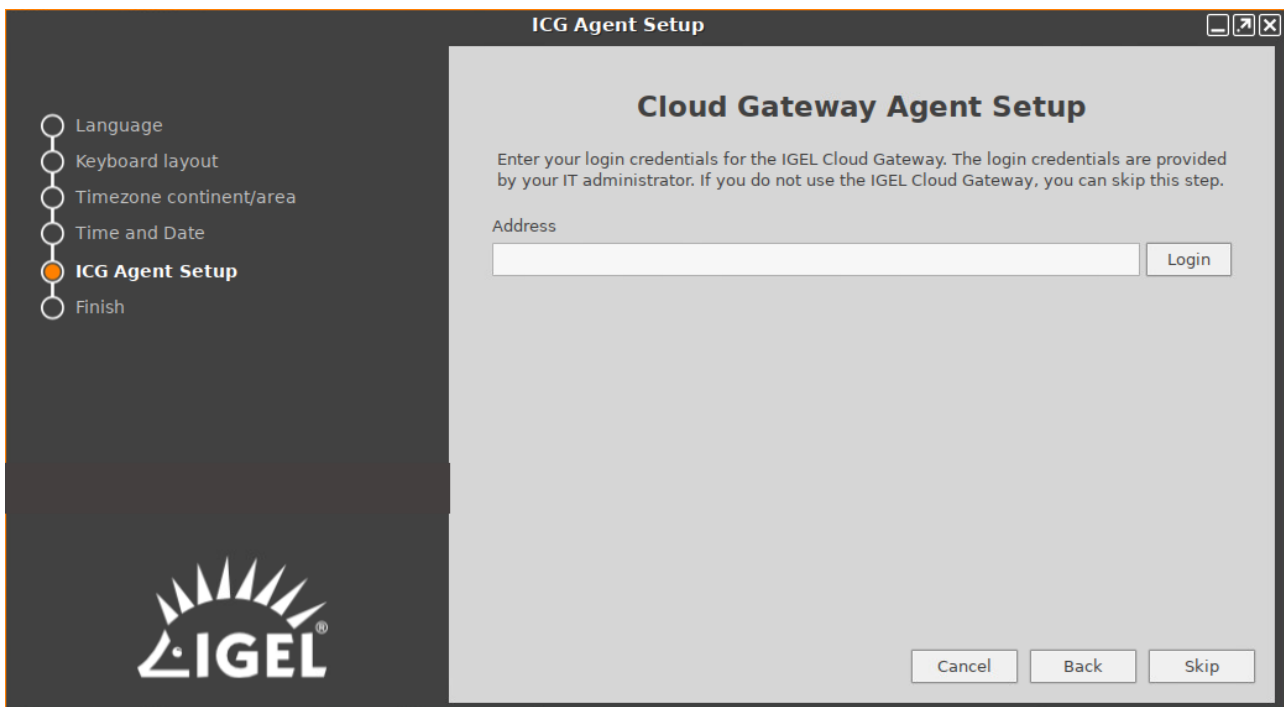 ICG Agent Setup
Language
Keyboard layout
Timezone continent/area
Time and Date
ICG Agent Setup
Finish
IGEL®
Cloud Gateway Agent Setup
Enter your login credentials for the IGEL Cloud Gateway. The login credentials are provided
by your IT administrator. If you do not use the IGEL Cloud Gateway, you can skip this step.
Address
Login
Cancel Back Skip